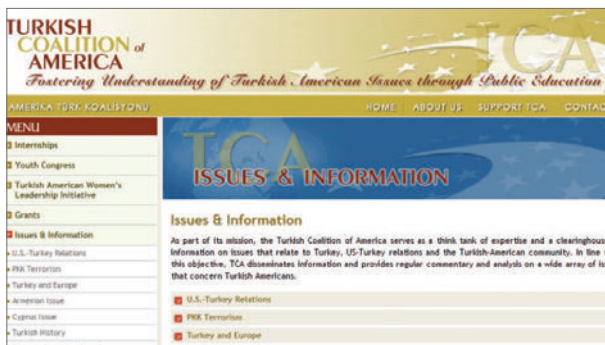 TURKISH
COALITION of
AMERICA
TCA
Fostering Understanding of Turkish American Issues through Public Education
AMERIKA TÜRK KOALİSYONU
HOME ABOUT US SUPPORT TCA CONTAC
MENU
Internships
Youth Congress
Turkish American Women's
Leadership Initiative
Grants
Issues & Information
U.S.-Turkey Relations
PKK Terrorism
Turkey and Europe
Armenian Issue
Cyprus Issue
Turkish History
TCA
ISSUES & INFORMATION
Issues & Information
As part of its mission, the Turkish Coalition of America serves as a think tank of expertise and a clearinghous
information on issues that relate to Turkey, US-Turkey relations and the Turkish-American community. In line
this objective, TCA disseminates information and provides regular commentary and analysis on a wide array of is
that concern Turkish Americans.
U.S.-Turkey Relations
PKK Terrorism
Turkey and Europe